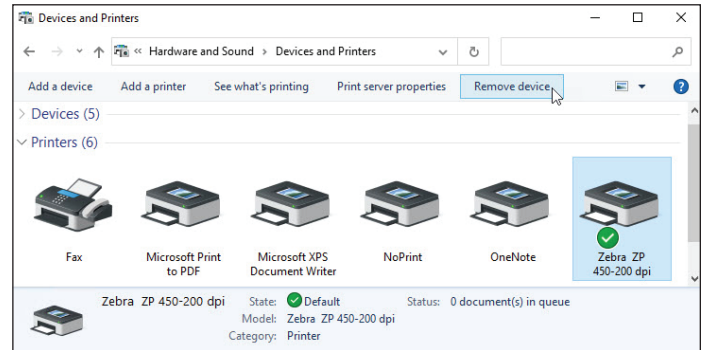 Devices and Printers
« Hardware and Sound > Devices and Printers
Add a device Add a printer See what's printing Print server properties Remove device
Devices (5)
Printers (6)
Fax
Microsoft Print
to PDF
Microsoft XPS
Document Writer
NoPrint
OneNote
Zebra ZP
450-200 dpi
Zebra ZP 450-200 dpi State: Default Status: 0 document(s) in queue
Model: Zebra ZP 450-200 dpi
Category: Printer